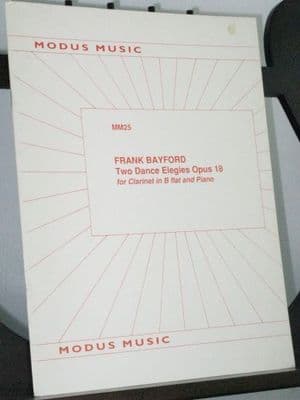 MODUS MUSIC
MM25
FRANK BAYFORD
Two Dance Elegies Opus 18
for Clarinet in B flat and Piano
MODUS MUSIC